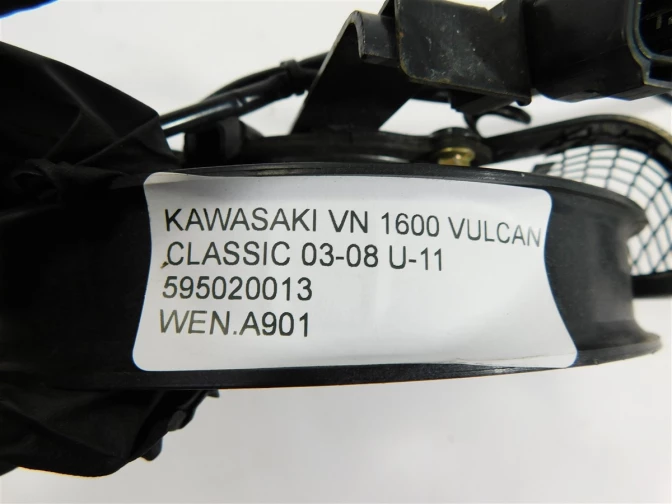 KAWASAKI VN 1600 VULCAN
CLASSIC 03-08 U-11
595020013
WEN.A901